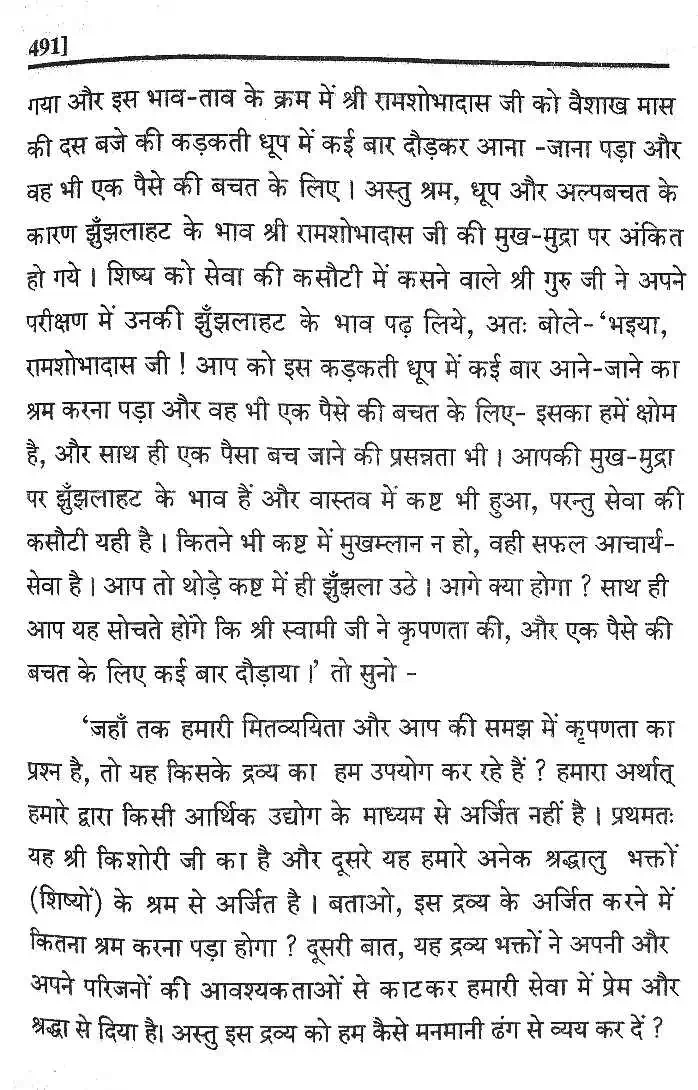 491]
गया और इस भाव-ताव के क्रम में श्री रामशोभादास जी को वैशाख मास
की दस बजे की कड़कती धूप में कई बार दौड़कर आना -जाना पड़ा और
वह भी एक पैसे की बचत के लिए । अस्तु श्रम, धूप और अल्पबचत के
कारण झुँझलाहट के भाव श्री रामशोभादास जी की मुख-मुद्रा पर अंकित
हो गये । शिष्य को सेवा की कसौटी में कसने वाले श्री गुरु जी ने अपने
परीक्षण में उनकी झुँझलाहट के भाव पढ़ लिये, अतः बोले- ‘भइया,
रामशोभादास जी ! आप को इस कड़कती धूप में कई बार आने-जाने का
श्रम करना पड़ा और वह भी एक पैसे की बचत के लिए- इसका हमें क्षोम
है, और साथ ही एक पैसा बच जाने की प्रसन्नता भी । आपकी मुख-मुद्रा
पर झुँझलाहट के भाव हैं और वास्तव में कष्ट भी हुआ, परन्तु सेवा की
कसौटी यही है । कितने भी कष्ट में मुखम्लान न हो, वही सफल आचार्य-
सेवा है । आप तो थोड़े कष्ट में ही झुँझला उठे । आगे क्या होगा ? साथ ही
आप यह सोचते होंगे कि श्री स्वामी जी ने कृपणता की, और एक पैसे की
बचत के लिए कई बार दौड़ाया ।’ तो सुनो -
‘जहाँ तक हमारी मितव्ययिता और आप की समझ में कृपणता का
प्रश्न है, तो यह किसके द्रव्य का हम उपयोग कर रहे हैं ? हमारा अर्थात्
हमारे द्वारा किसी आर्थिक उद्योग के माध्यम से अर्जित नहीं है । प्रथमतः
यह श्री किशोरी जी का है और दूसरे यह हमारे अनेक श्रद्धालु भक्तों
(शिष्यों) के श्रम से अर्जित है । बताओ, इस द्रव्य के अर्जित करने में
कितना श्रम करना पड़ा होगा ? दूसरी बात, यह द्रव्य भक्तों ने अपनी और
अपने परिजनों की आवश्यकताओं से काटकर हमारी सेवा में प्रेम और
श्रद्धा से दिया है। अस्तु इस द्रव्य को हम कैसे मनमानी ढंग से व्यय कर दें ?